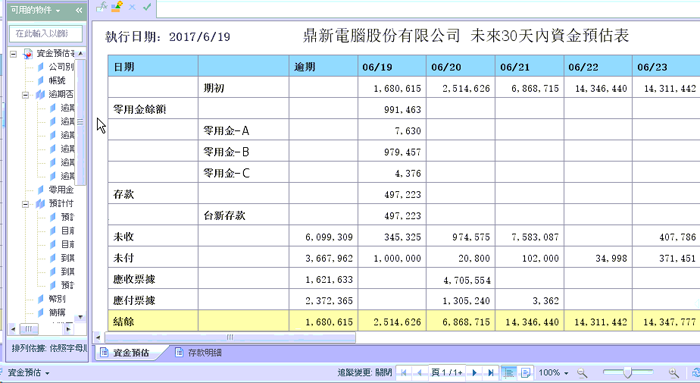 可用的物件
在此輸入以篩
資金預估
公司別
帳號
逾期否
逾期
逾期
逾期
逾期
逾期
零用金
預計付
預計
目前
目前
到期
到期
預計
幣別
簡稱
排列依據: 依照字母順
資金預估
執行日期: 2017/6/19 鼎新電腦股份有限公司 未來30天內資金預估表
日期 逾期 06/19 06/20 06/21 06/22 06/23
期初 1,680,615 2,514,626 6,868,715 14,346,440 14,311,442
零用金餘額 991,463
零用金-A 7,630
零用金-B 979,457
零用金-C 4,376
存款 497,223
台新存款 497,223
未收 6,099,309 345,325 974,575 7,583,087 407,786
未付 3,667,962 1,000,000 20,800 102,000 34,998 371,451
應收票據 1,621,633 4,705,554
應付票據 2,372,365 1,305,240 3,362
結餘 1,680,615 2,514,626 6,868,715 14,346,440 14,311,442 14,347,777
資金預估 存款明細
追蹤變更: 關閉 頁 1 / 1+ 100%